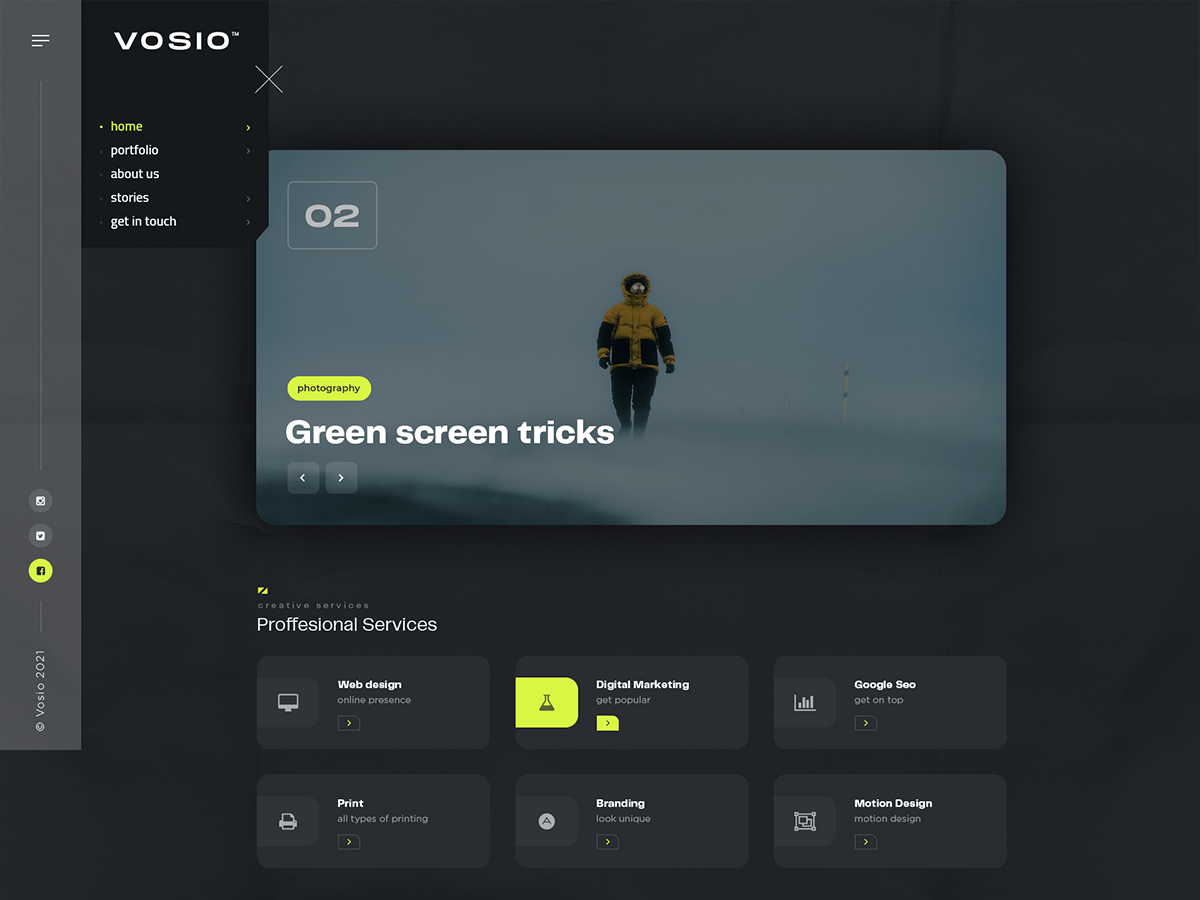 VOSIO™
home
portfolio
about us
stories
get in touch
02
photography
Green screen tricks
© Vosio 2021
creative services
Proffesional Services
Web design
online presence
Digital Marketing
get popular
Google Seo
get on top
Print
all types of printing
Branding
look unique
Motion Design
motion design